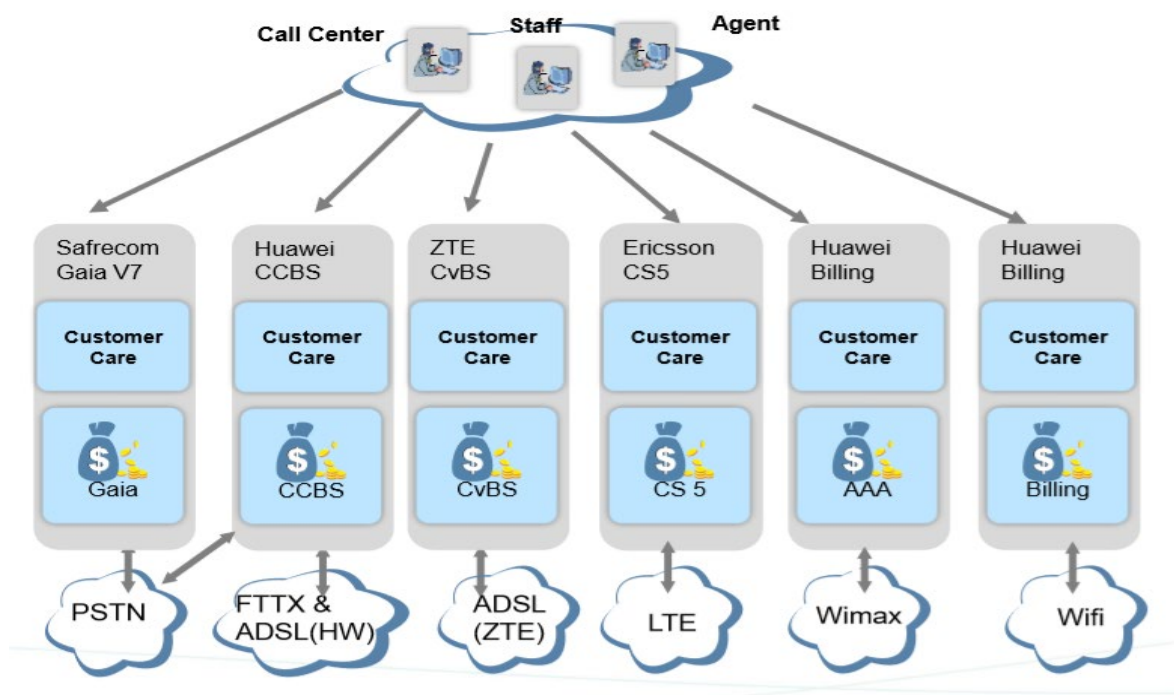 Call Center
Staff
Agent
Safrecom
Gaia V7
Huawei
CCBS
ZTE
CvBS
Ericsson
CS5
Huawei
Billing
Huawei
Billing
Customer
Care
Customer
Care
Customer
Care
Customer
Care
Customer
Care
Customer
Care
$
Gaia
$
CCBS
$
CvBS
$
CS 5
$
AAA
$
Billing
PSTN
FTTX &
ADSL(HW)
ADSL
(ZTE)
LTE
Wimax
Wifi